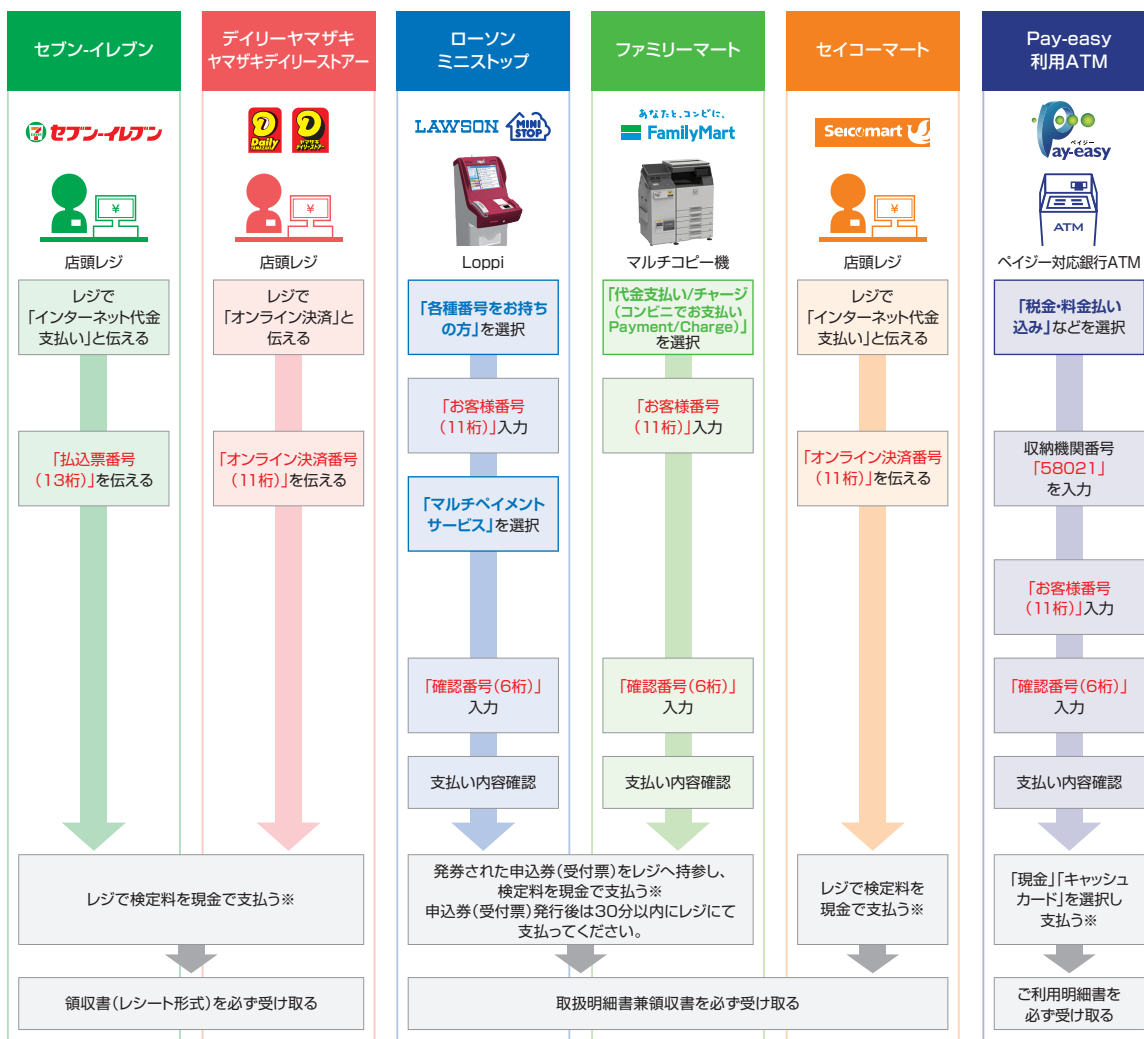 セブン-イレブン
デイリーヤマザキ
ヤマザキデイリーストアー
ローソン
ミニストップ
ファミリーマート
セイコーマート
Pay-easy
利用ATM
セブン-イレブン
Daily
YAMAZAKI
ヤマザキ
デイリーストアー
LAWSON
MINI
STOP
あなたと、コンビに、
FamilyMart
Seicomart
ペイジー
Pay-easy
¥
¥
¥
ATM
店頭レジ
店頭レジ
Loppi
マルチコピー機
店頭レジ
ペイジー対応銀行ATM
レジで
「インターネット代金
支払い」と伝える
レジで
「オンライン決済」と
伝える
「各種番号をお持ち
の方」を選択
「代金支払い/チャージ
(コンビニでお支払い
Payment/Charge)」
を選択
レジで
「インターネット代金
支払い」と伝える
「税金・料金払い
込み」などを選択
「お客様番号
(11桁)」入力
「お客様番号
(11桁)」入力
「払込票番号
(13桁)」を伝える
「オンライン決済番号
(11桁)」を伝える
「マルチペイメント
サービス」を選択
「オンライン決済番号
(11桁)」を伝える
収納機関番号
「58021」
を入力
「お客様番号
(11桁)」入力
「確認番号(6桁)」
入力
「確認番号(6桁)」
入力
「確認番号(6桁)」
入力
支払い内容確認
支払い内容確認
支払い内容確認
レジで検定料を現金で支払う※
発券された申込券(受付票)をレジへ持参し、
検定料を現金で支払う※
申込券(受付票)発行後は30分以内にレジにて
支払ってください。
レジで検定料を
現金で支払う※
「現金」「キャッシュ
カード」を選択し
支払う※
領収書(レシート形式)を必ず受け取る
取扱明細書兼領収書を必ず受け取る
ご利用明細書を
必ず受け取る